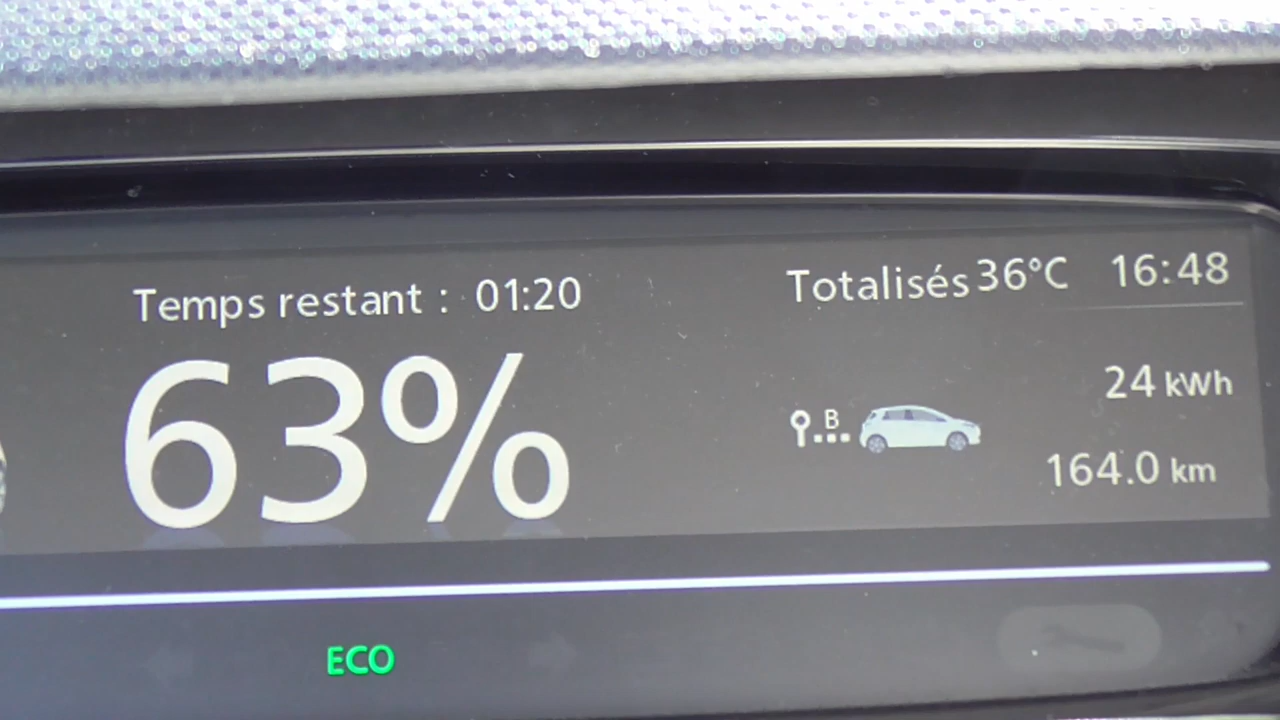 Temps restant : 01:20
63%
Totalisés 36°C 16:48
24 kWh
B
164.0 km
ECO